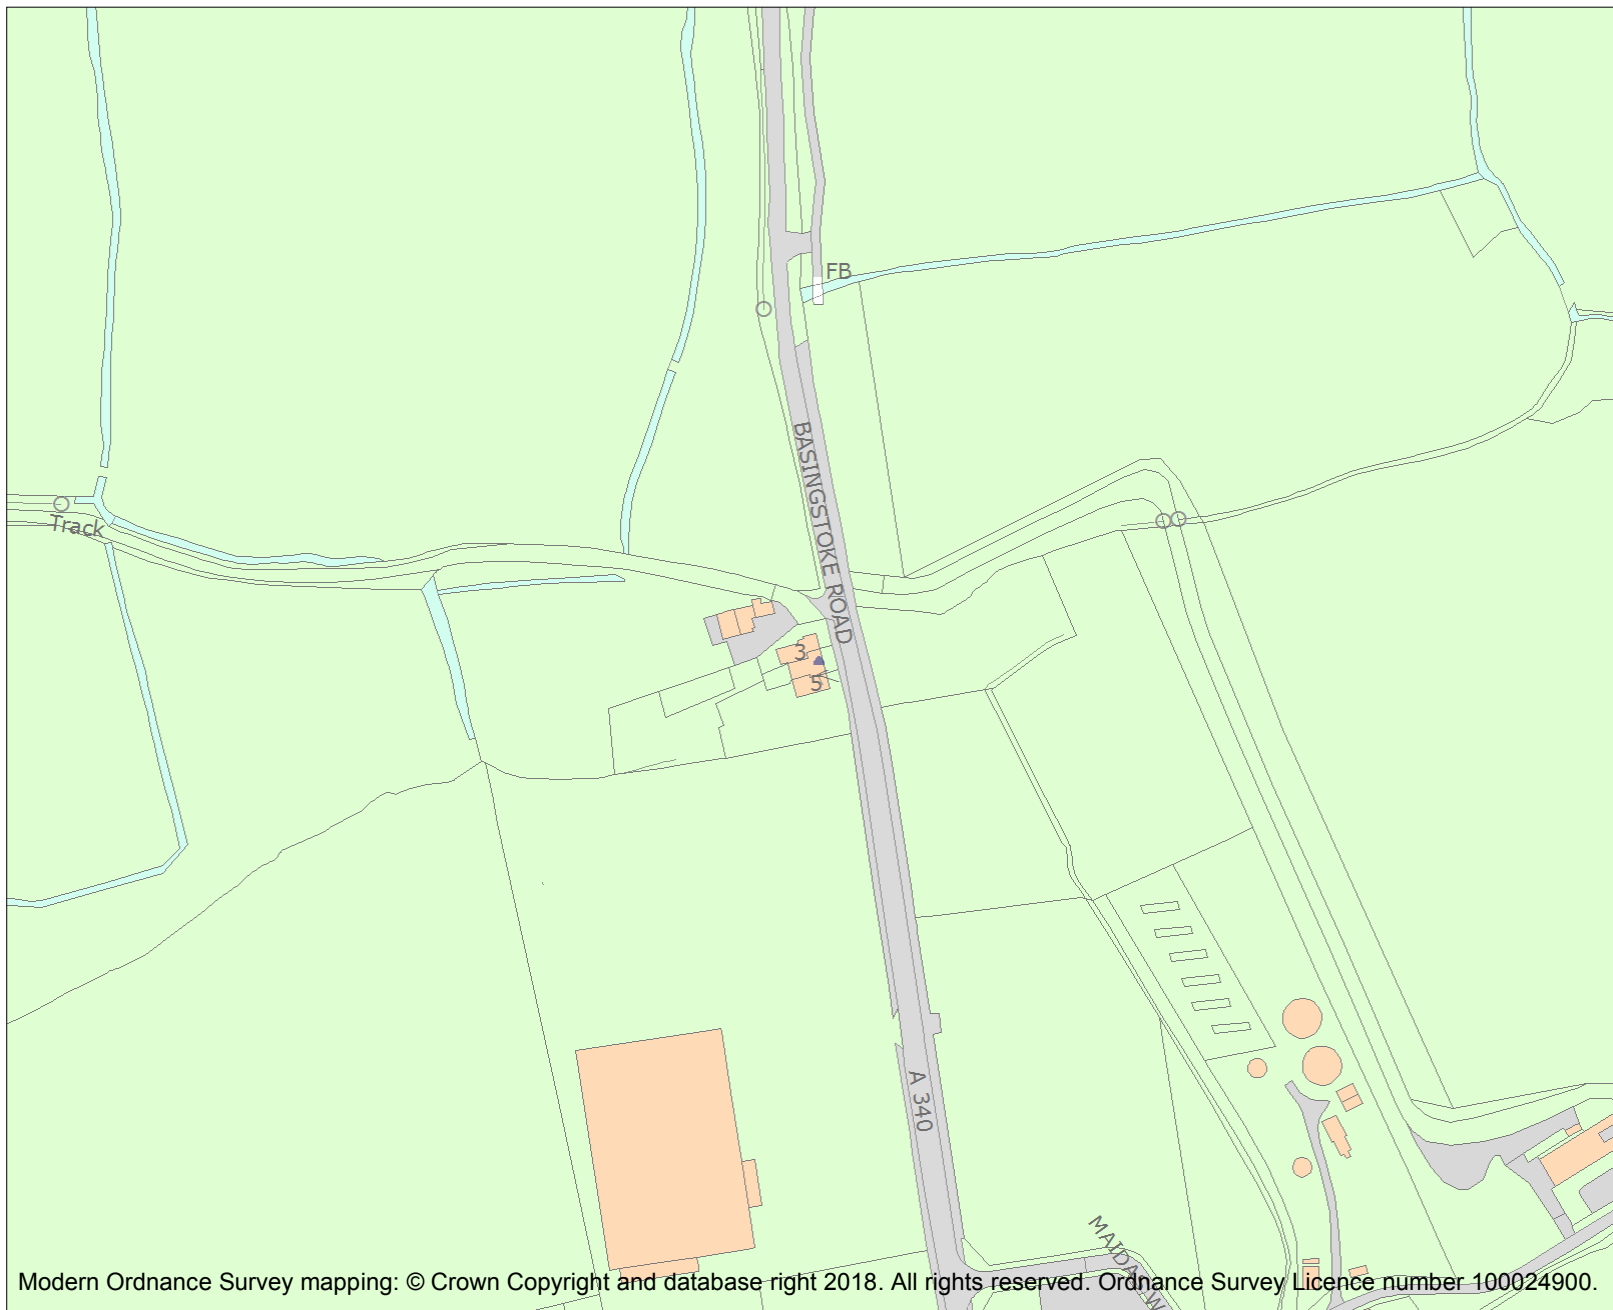 FB
BASINGSTOKE ROAD
Track
3
5
A 340
MAIDA W
Modern Ordnance Survey mapping: © Crown Copyright and database right 2018. All rights reserved. Ordnance Survey Licence number 100024900.